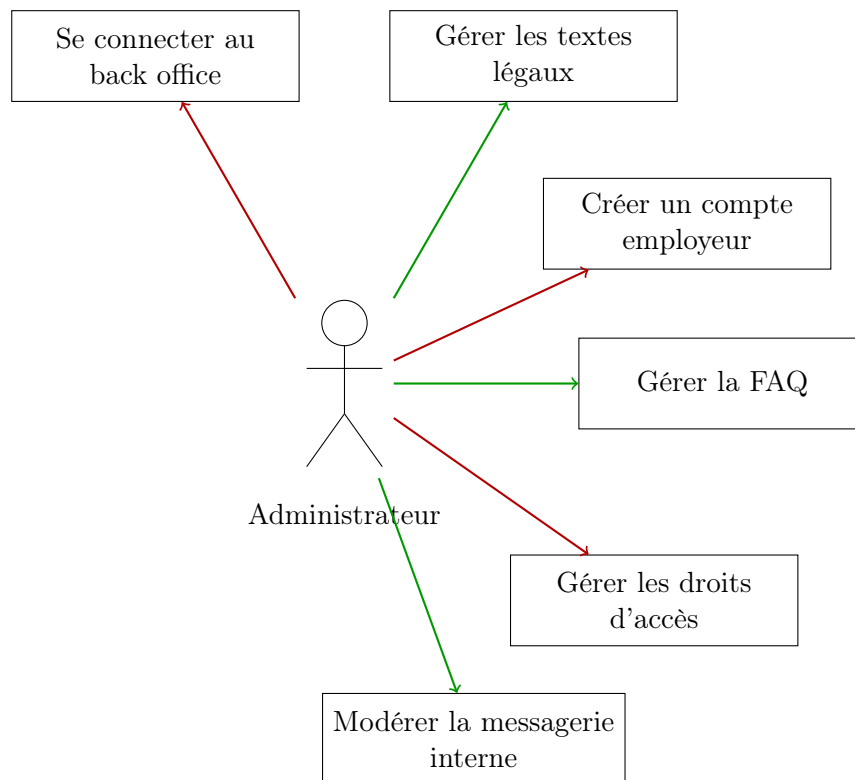 Se connecter au
back office
Gérer les textes
légaux
Créer un compte
employeur
Gérer la FAQ
Administrateur
Gérer les droits
d'accès
Modérer la messagerie
interne